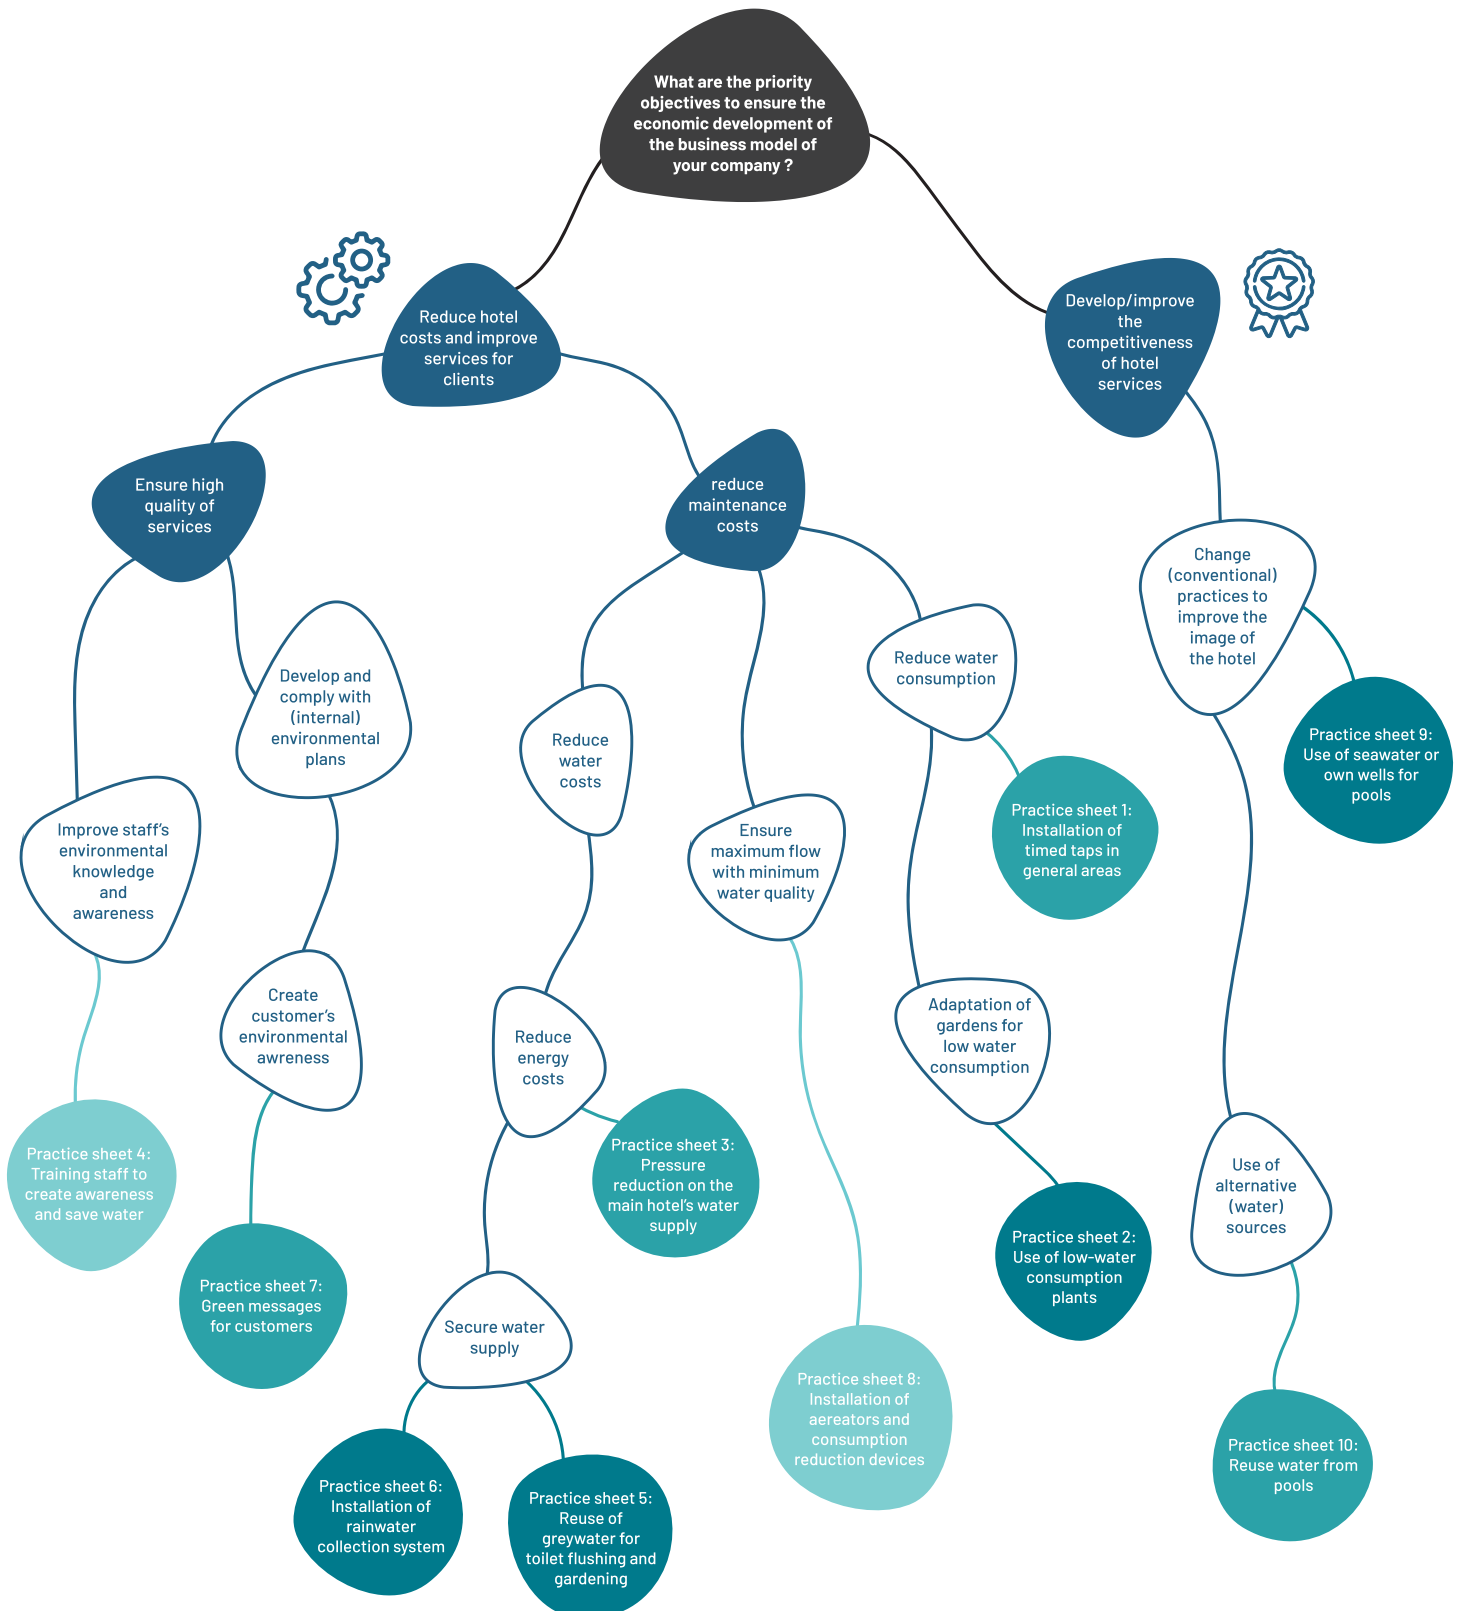 What are the priority
objectives to ensure the
economic development of
the business model of
your company ?
Reduce hotel
costs and improve
services for
clients
Develop/improve
the
competitiveness
of hotel
services
Ensure high
quality of
services
reduce
maintenance
costs
Change
(conventional)
practices to
improve the
image of
the hotel
Develop and
comply with
(internal)
environmental
plans
Reduce
water
costs
Reduce water
consumption
Practice sheet 9:
Use of seawater or
own wells for
pools
Improve staff's
environmental
knowledge
and
awareness
Ensure
maximum flow
with minimum
water quality
Practice sheet 1:
Installation of
timed taps in
general areas
Create
customer's
environmental
awreness
Reduce
energy
costs
Adaptation of
gardens for
low water
consumption
Practice sheet 4:
Training staff to
create awareness
and save water
Practice sheet 3:
Pressure
reduction on the
main hotel's water
supply
Use of
alternative
(water)
sources
Practice sheet 7:
Green messages
for customers
Practice sheet 2:
Use of low-water
consumption
plants
Secure water
supply
Practice sheet 8:
Installation of
aereators and
consumption
reduction devices
Practice sheet 10:
Reuse water from
pools
Practice sheet 6:
Installation of
rainwater
collection system
Practice sheet 5:
Reuse of
greywater for
toilet flushing and
gardening